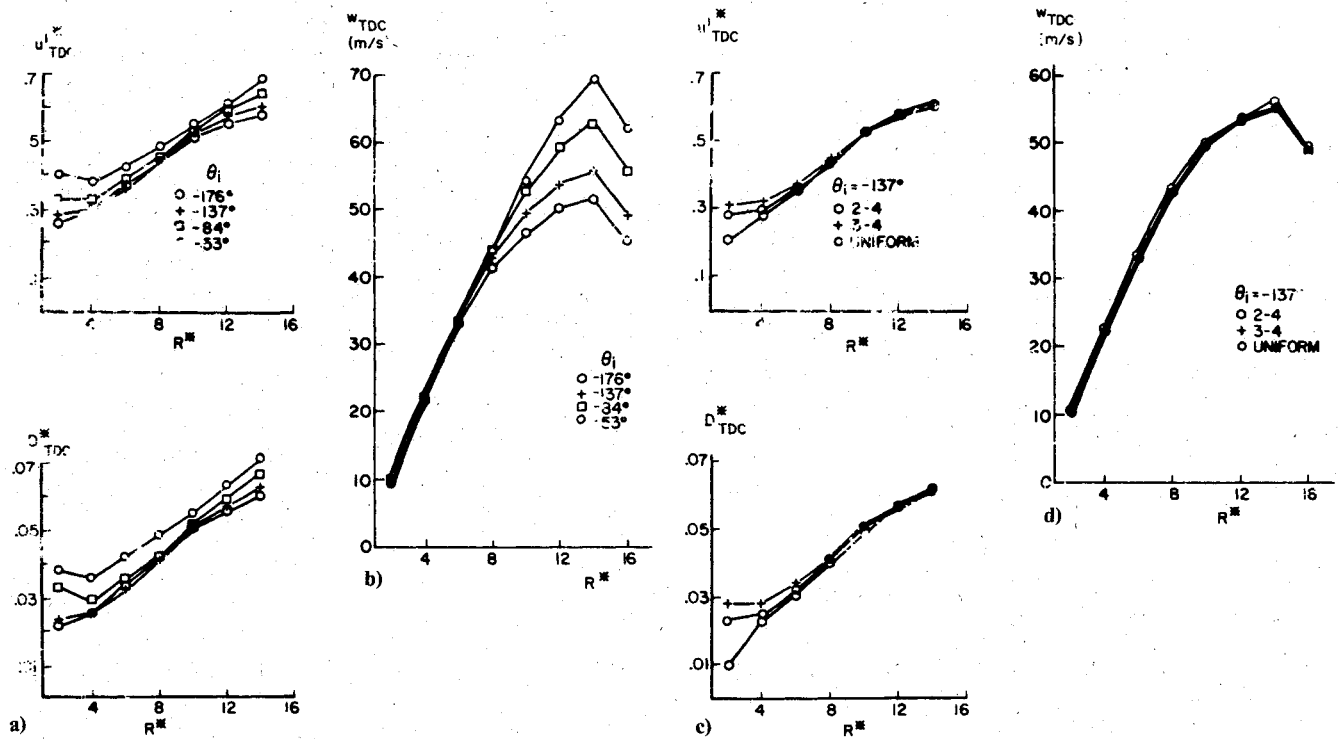 u'*TDC
.7
.5
.3
θi
-176°
-137°
-84°
-53°
8
12
16
R*
.07
.05
.03
θ TDC
4
8
12
16
R*
a)
wTDC
(m/s)
70
60
50
40
30
20
10
0
θi
-176°
-137°
-53°
4
8
12
16
R*
b)
TDC
.7
.5
.3
.1
θi=-137°
2-4
3-4
UNIFORM
4
8
12
16
R*
D*TDC
.07
.05
.03
.01
4
8
12
16
R*
c)
wTDC
(m/s)
60
50
40
30
20
10
θi=-137
2-4
3-4
UNIFORM
4
8
12
16
R*
d)